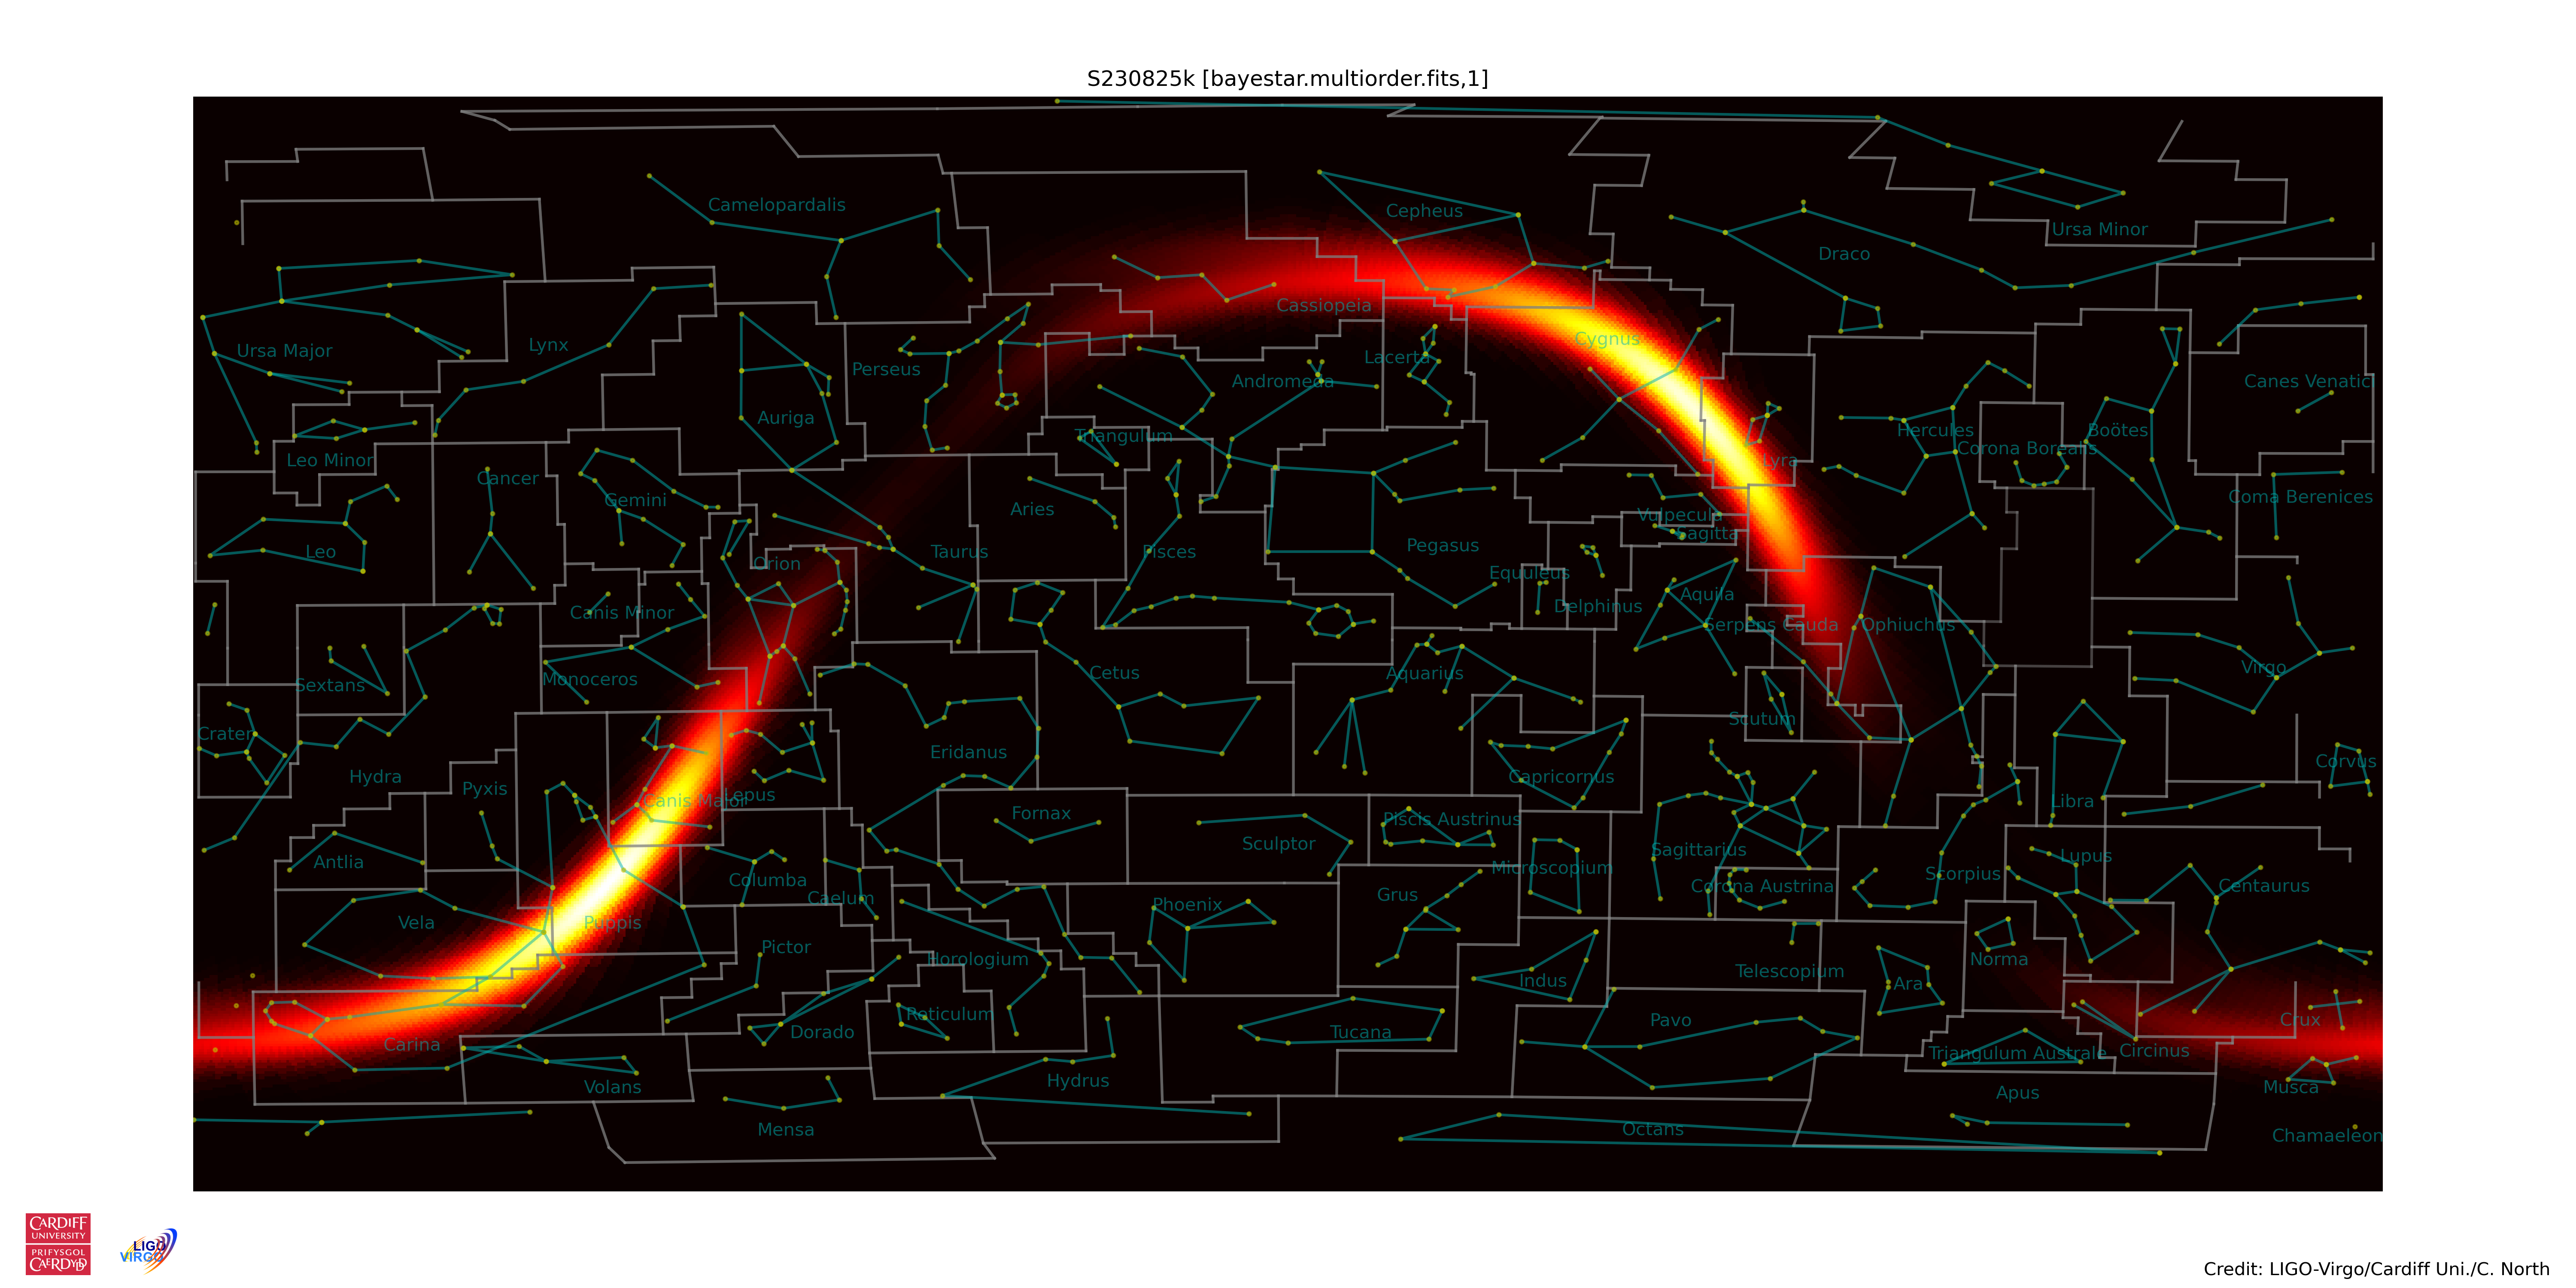 S230825k [bayestar.multiorder.fits,1]
Camelopardalis
Cepheus
Ursa Minor
Draco
Cassiopeia
Cygnus
Ursa Major
Lynx
Lacerta
Perseus
Andromeda
Canes Venatici
Auriga
Triangulum
Hercules
Boötes
Corona Borealis
Leo Minor
Lyra
Cancer
Gemini
Coma Berenices
Aries
Vulpecula
Sagitta
Leo
Orion
Taurus
Pisces
Pegasus
Equuleus
Canis Minor
Delphinus
Aquila
Serpens Cauda
Ophiuchus
Sextans
Monoceros
Cetus
Aquarius
Virgo
Crater
Scutum
Eridanus
Hydra
Pyxis
Capricornus
Corvus
Canis Major
Lepus
Libra
Fornax
Piscis Austrinus
Antlia
Sculptor
Sagittarius
Lupus
Columba
Microscopium
Corona Austrina
Scorpius
Centaurus
Caelum
Grus
Phoenix
Vela
Puppis
Pictor
Horologium
Norma
Telescopium
Indus
Ara
Reticulum
Pavo
Crux
Carina
Dorado
Tucana
Triangulum Australe
Circinus
Volans
Hydrus
Apus
Musca
Mensa
Octans
Chamaeleon
CARDIFF
UNIVERSITY
PRIFYSGOL
CAERDYDD
LIGO
VIRGO
Credit: LIGO-Virgo/Cardiff Uni./C. North